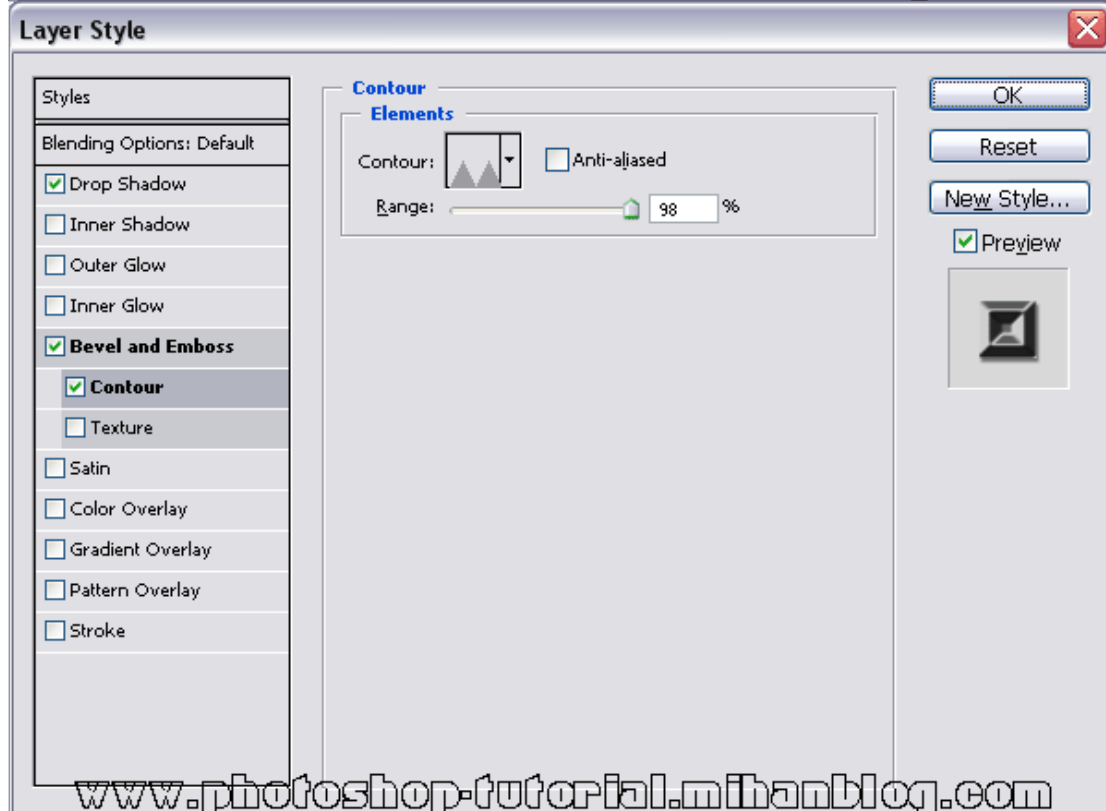 Layer Style
Styles
Blending Options: Default
Drop Shadow
Inner Shadow
Outer Glow
Inner Glow
Bevel and Emboss
Contour
Texture
Satin
Color Overlay
Gradient Overlay
Pattern Overlay
Stroke
Contour
Elements
Contour:
Anti-aliased
Range: 98 %
OK
Reset
New Style...
Preview
www.photoshop-tutorial.mihanblog.com